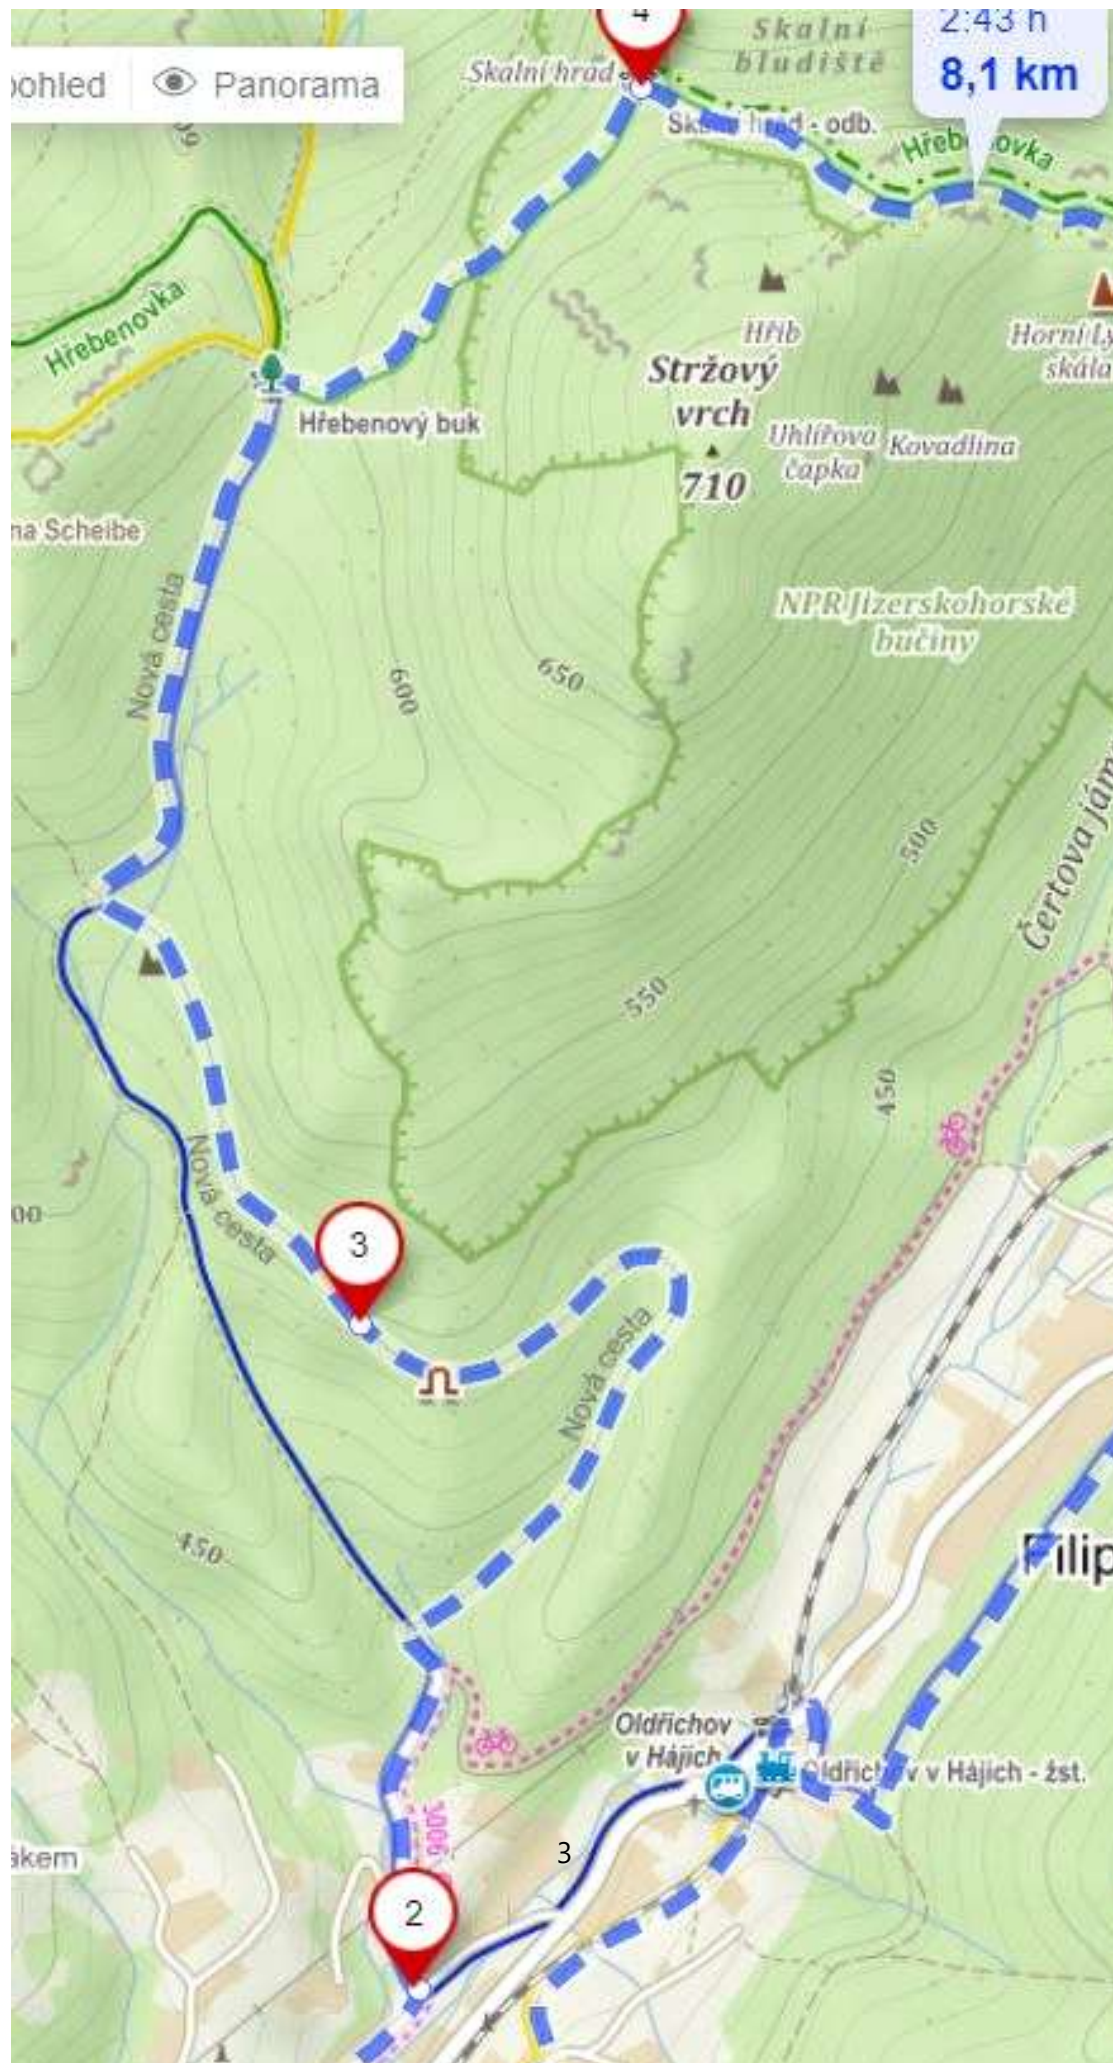 4
2:43 h
8,1 km
pohled
Panorama
Skalní
bludiště
Skalní hrad
Skalní hrad - odb.
Hřebenovka
Hřebenovka
Hřib
Horní Ly
skála
Stržový
vrch
710
Uhlířova
čapka
Kovadlina
Hřebenový buk
na Scheibe
Nová cesta
NPR Jizerskohorské
bučiny
600
650
500
Čertova jám
550
450
Nová cesta
00
3
Nová cesta
450
Filip
Oldřichov
v Hájích
Oldřichov v Hájích - žst.
3006
3
akem
2